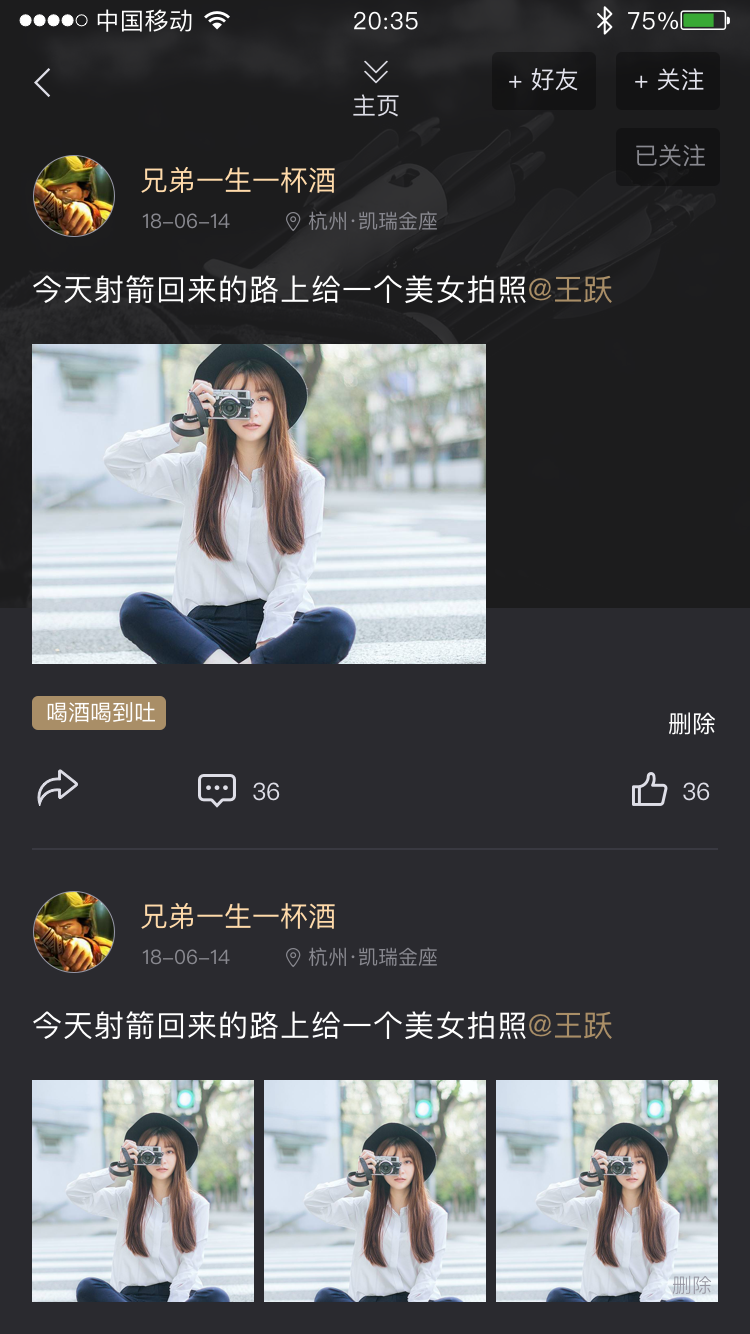 中国移动 20:35 75%
主页 + 好友 + 关注
已关注
兄弟一生一杯酒
18-06-14 杭州·凯瑞金座
今天射箭回来的路上给一个美女拍照@王跃
喝酒喝到吐
删除
36 36
兄弟一生一杯酒
18-06-14 杭州·凯瑞金座
今天射箭回来的路上给一个美女拍照@王跃
删除